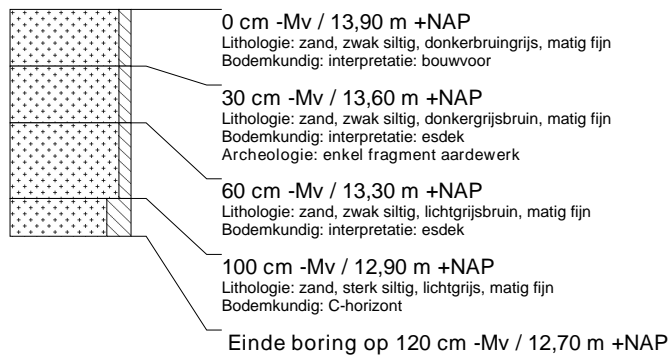 0 cm -Mv / 13,90 m +NAP
Lithologie: zand, zwak siltig, donkerbruingrijs, matig fijn
Bodemkundig: interpretatie: bouwvoor
30 cm -Mv / 13,60 m +NAP
Lithologie: zand, zwak siltig, donkergrijsbruin, matig fijn
Bodemkundig: interpretatie: esdek
Archeologie: enkel fragment aardewerk
60 cm -Mv / 13,30 m +NAP
Lithologie: zand, zwak siltig, lichtgrijsbruin, matig fijn
Bodemkundig: interpretatie: esdek
100 cm -Mv / 12,90 m +NAP
Lithologie: zand, sterk siltig, lichtgrijs, matig fijn
Bodemkundig: C-horizont
Einde boring op 120 cm -Mv / 12,70 m +NAP